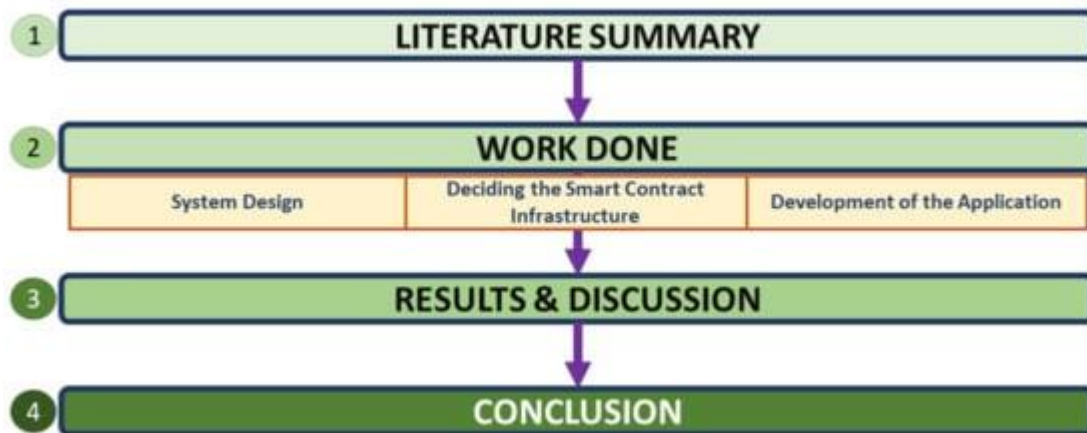 1 LITERATURE SUMMARY
2 WORK DONE
System Design
Deciding the Smart Contract
Infrastructure
Development of the Application
3 RESULTS & DISCUSSION
4 CONCLUSION